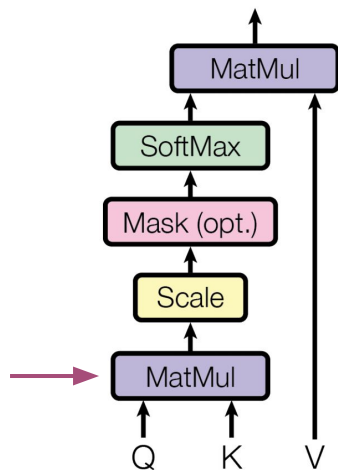 MatMul
SoftMax
Mask (opt.)
Scale
MatMul
Q K V